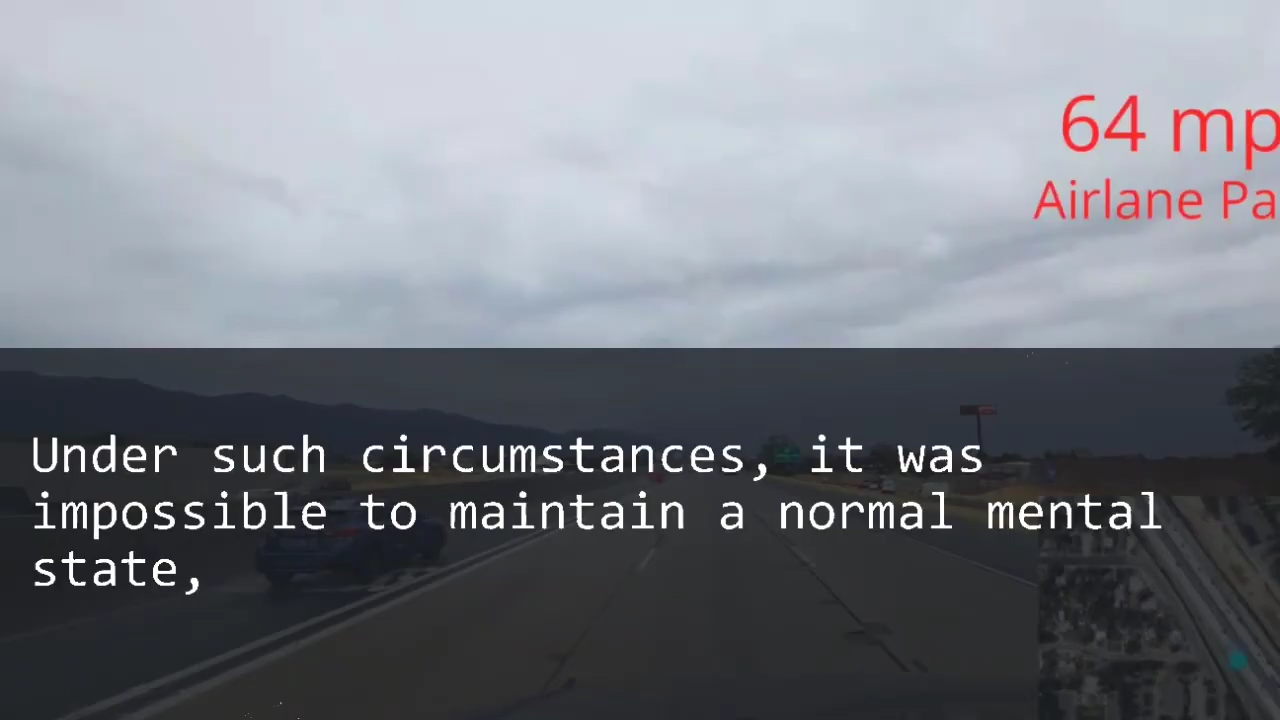 64 mp
Airlane Pa
Under such circumstances, it was
impossible to maintain a normal mental
state,